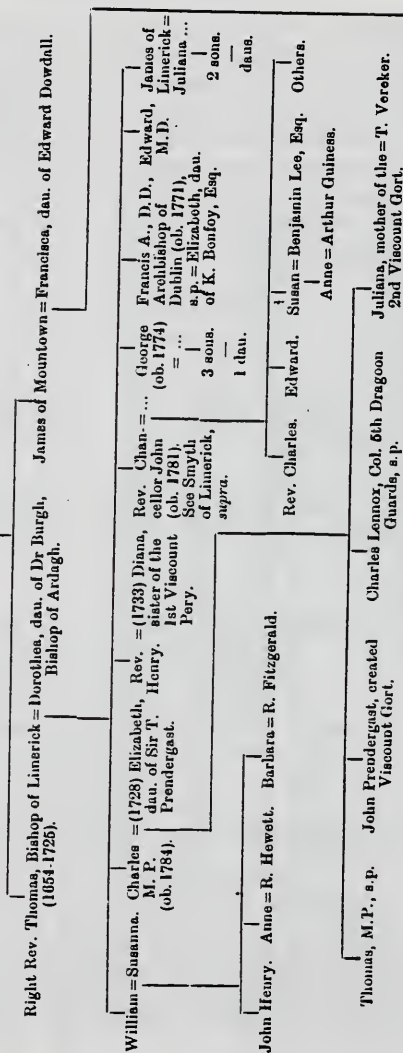 Right Rev. Thomas, Bishop of Limerick = Dorothea, dau. of Dr Burgh,
(1654-1725). Bishop of Ardagh.
James of Mountown = Francisca, dau. of Edward Dowdall.
William = Susanna.
Charles = (1728) Elizabeth,
M. P. dau. of Sir T.
(ob. 1784). Prendergast.
Rev. = (1733) Diana,
Henry. sister of the
1st Viscount
Pery.
Rev. Chan- = ...
cellor John
(ob. 1781).
See Smyth
of Limerick,
supra.
George
(ob. 1774)
= ...
3 sons.
—
1 dau.
Francis A., D.D.,
Archbishop of
Dublin (ob. 1771),
s.p. = Elizabeth, dau.
of K. Bonfoy, Esq.
Edward,
M.D.
James of
Limerick =
Juliana ...
2 sons.
—
daus.
John Henry. Anne = R. Hewett. Barbara = R. Fitzgerald.
Rev. Charles. Edward. Susan = Benjamin Lee, Esq. Others.
Anne = Arthur Guiness.
Thomas, M.P., s.p.
John Prendergast, created
Viscount Gort.
Charles Lennox, Col. 5th Dragoon
Guards, s.p.
Juliana, mother of the = T. Vereker.
2nd Viscount Gort.